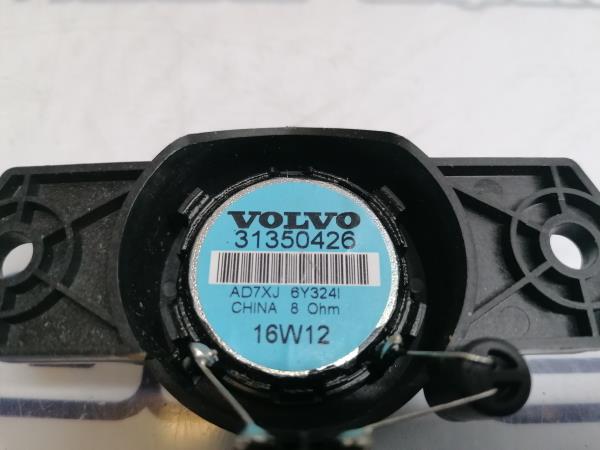 VOLVO
31350426
AD7XJ 6Y324I
CHINA 8 Ohm
16W12